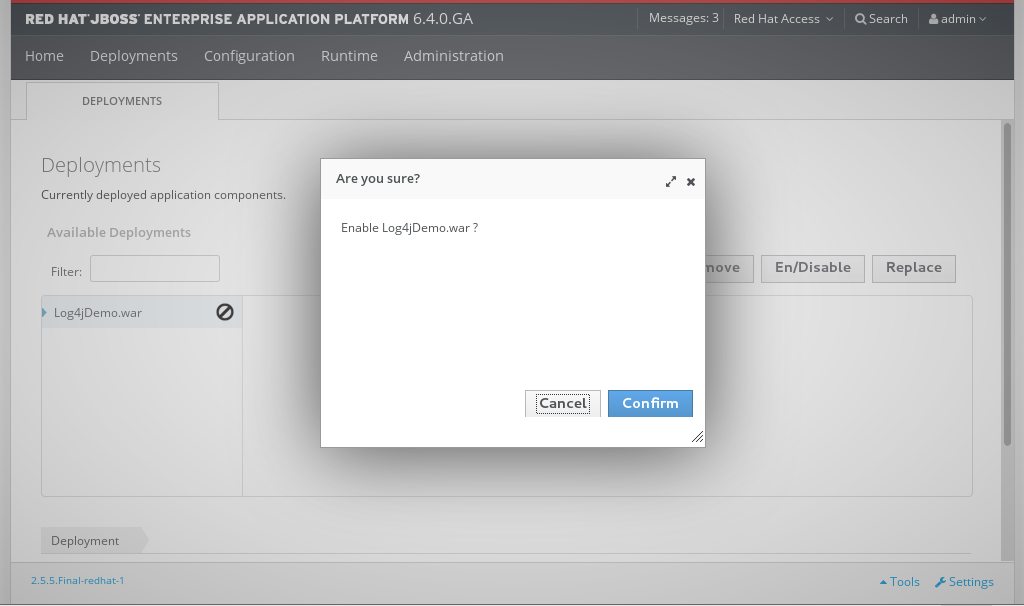 RED HAT JBOSS ENTERPRISE APPLICATION PLATFORM 6.4.0.GA
Messages: 3
Red Hat Access
Search
admin
Home
Deployments
Configuration
Runtime
Administration
DEPLOYMENTS
Deployments
Currently deployed application components.
Available Deployments
Filter:
En/Disable
Replace
Log4jDemo.war
Are you sure?
Enable Log4jDemo.war ?
Cancel
Confirm
Deployment
2.5.5.Final-redhat-1
Tools
Settings